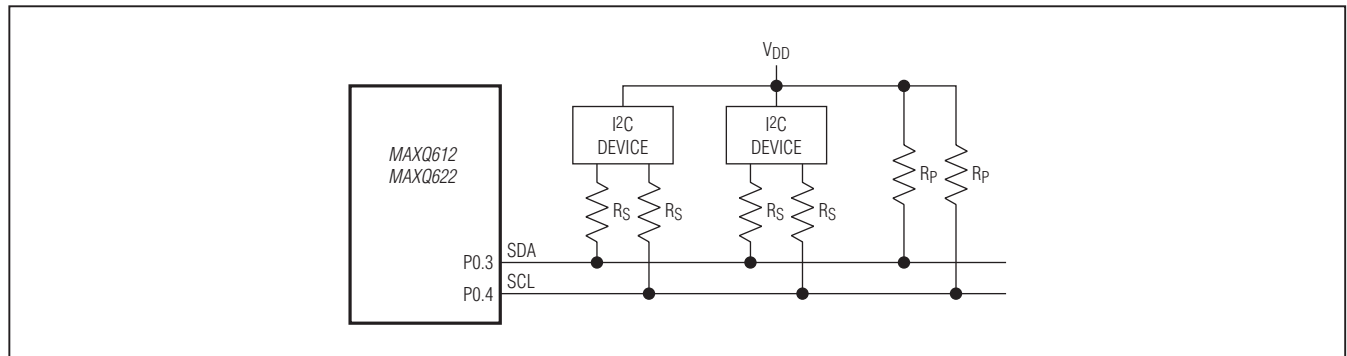 VDD
I2C
DEVICE
I2C
DEVICE
MAXQ612
MAXQ622
RP
RP
RS
RS
RS
RS
P0.3
SDA
P0.4
SCL